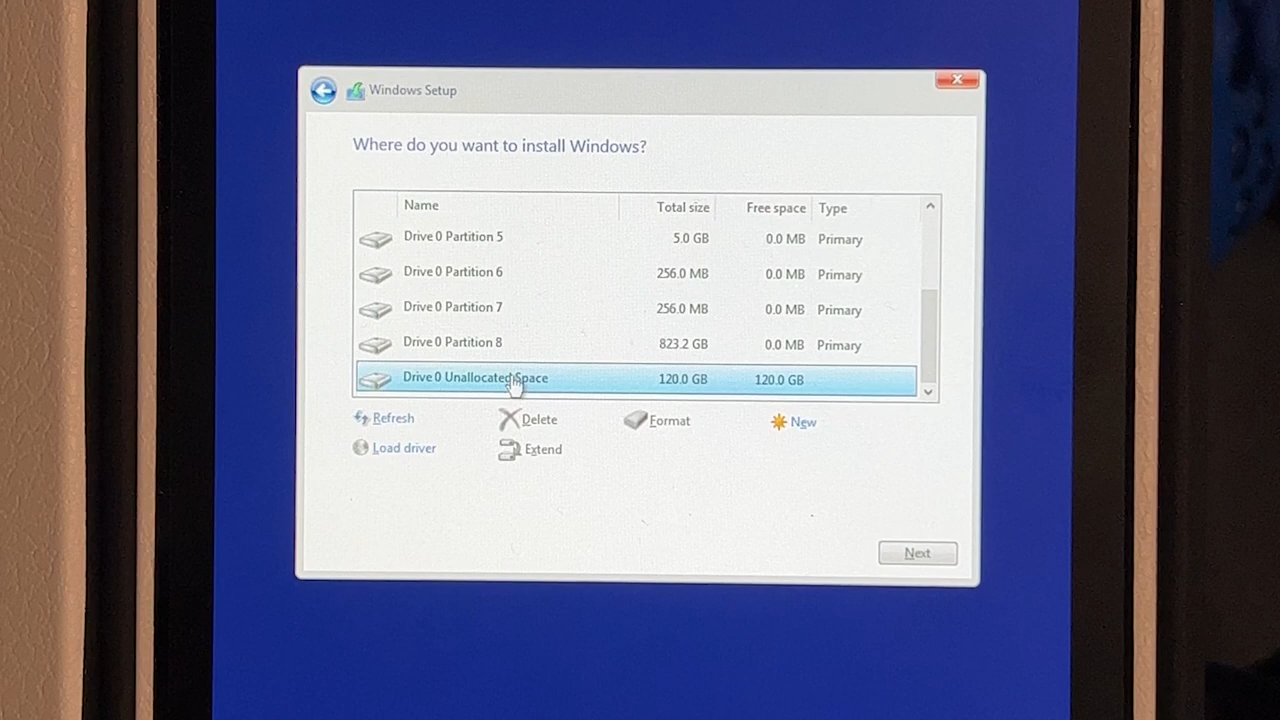 Windows Setup
Where do you want to install Windows?
Name Total size Free space Type
Drive 0 Partition 5 5.0 GB 0.0 MB Primary
Drive 0 Partition 6 256.0 MB 0.0 MB Primary
Drive 0 Partition 7 256.0 MB 0.0 MB Primary
Drive 0 Partition 8 823.2 GB 0.0 MB Primary
Drive 0 Unallocated Space 120.0 GB 120.0 GB
Refresh Delete Format New
Load driver Extend
Next